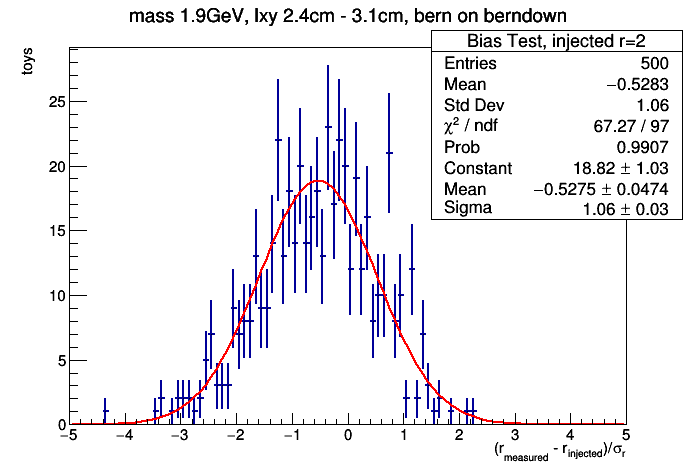 mass 1.9GeV, lxy 2.4cm - 3.1cm, bern on berndown
toys
Bias Test, injected r=2
Entries 500
Mean −0.5283
Std Dev 1.06
χ² / ndf 67.27 / 97
Prob 0.9907
Constant 18.82 ± 1.03
Mean −0.5275 ± 0.0474
Sigma 1.06 ± 0.03
25
20
15
10
5
0
−5 −4 −3 −2 −1 0 1 2 3 4 5
(r_measured - r_injected)/σ_r